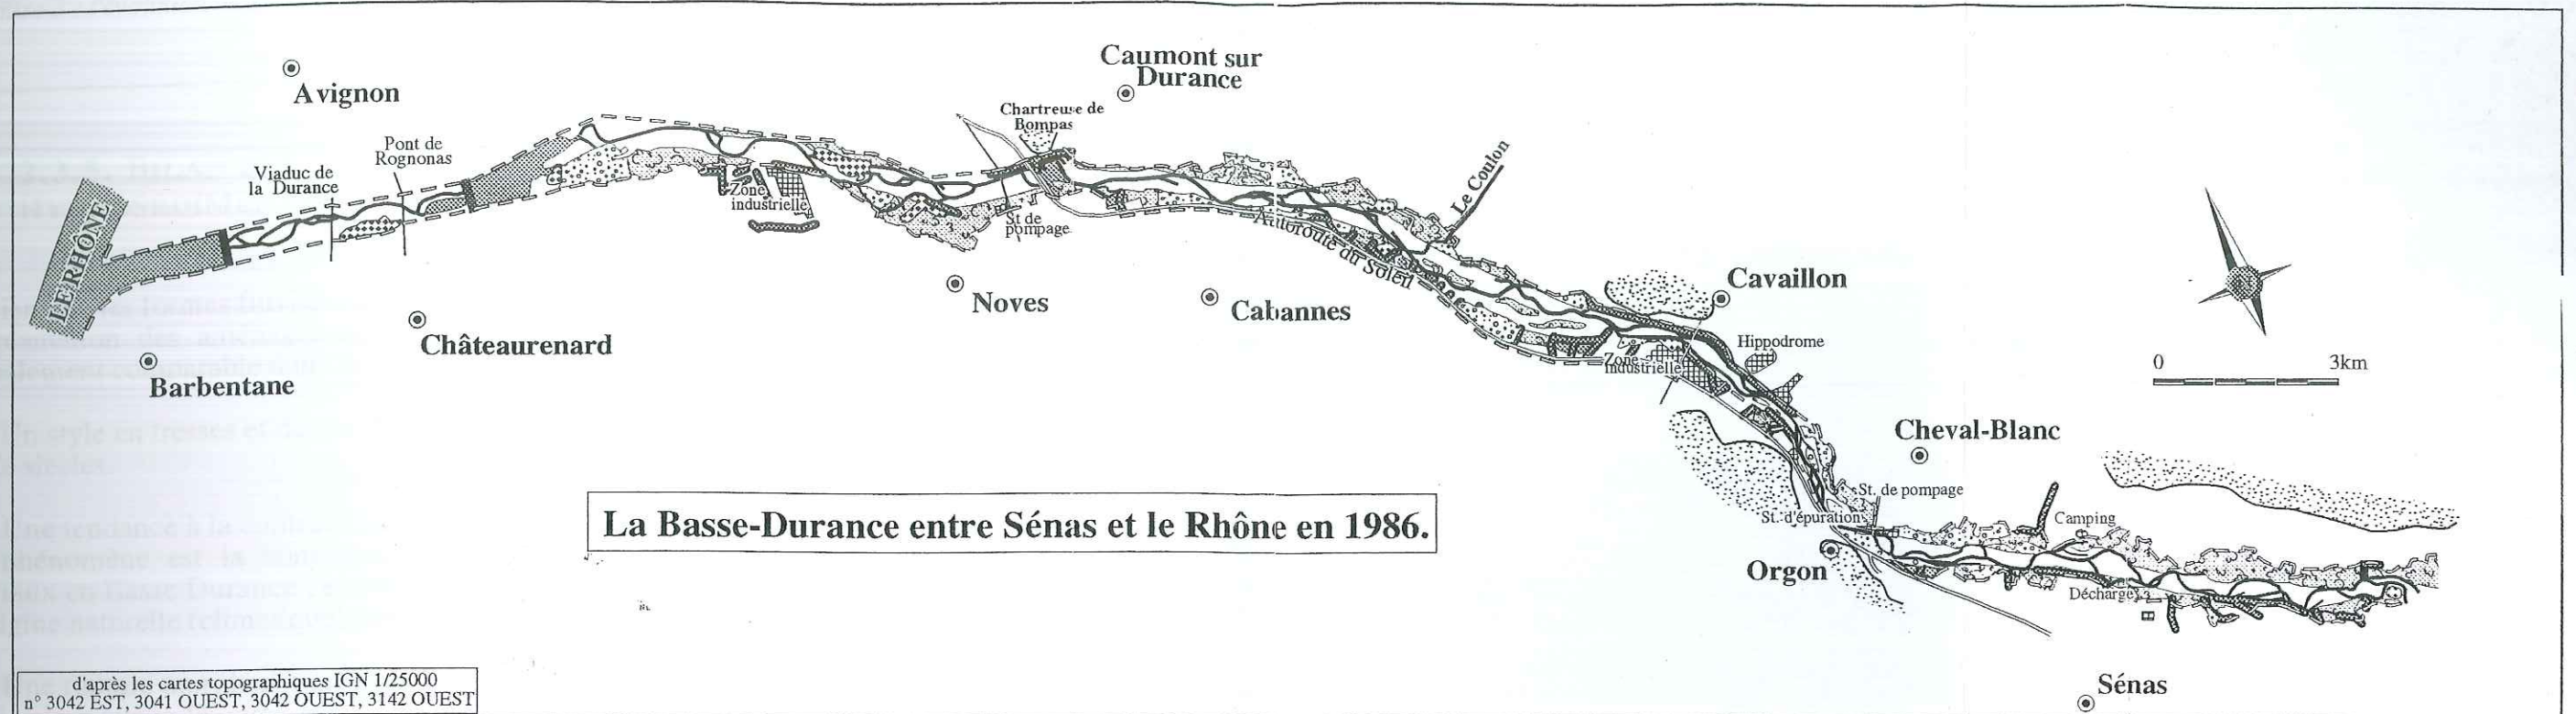 Avignon
Caumont sur
Durance
Chartreuse de
Bompas
Pont de
Rognonas
Viaduc de
la Durance
Zone
industrielle
St de
pompage
Le Coulon
Autoroute du Soleil
LE RHÔNE
Noves
Cabannes
Cavaillon
Hippodrome
Zone
industrielle
Châteaurenard
Barbentane
0 3km
Cheval-Blanc
St. de pompage
St. d'épuration
Camping
La Basse-Durance entre Sénas et le Rhône en 1986.
Orgon
Décharge
Sénas
d'après les cartes topographiques IGN 1/25000
n° 3042 EST, 3041 OUEST, 3042 OUEST, 3142 OUEST